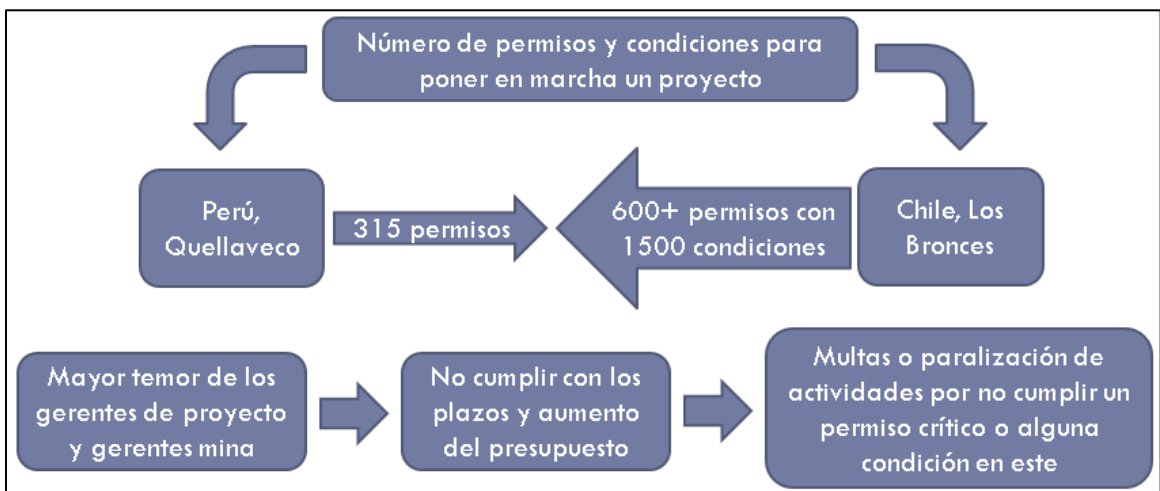 Número de permisos y condiciones para
poner en marcha un proyecto
Perú,
Quellaveco
315 permisos
600+ permisos con
1500 condiciones
Chile, Los
Bronces
Mayor temor de los
gerentes de proyecto
y gerentes mina
No cumplir con los
plazos y aumento
del presupuesto
Multas o paralización de
actividades por no cumplir un
permiso crítico o alguna
condición en este